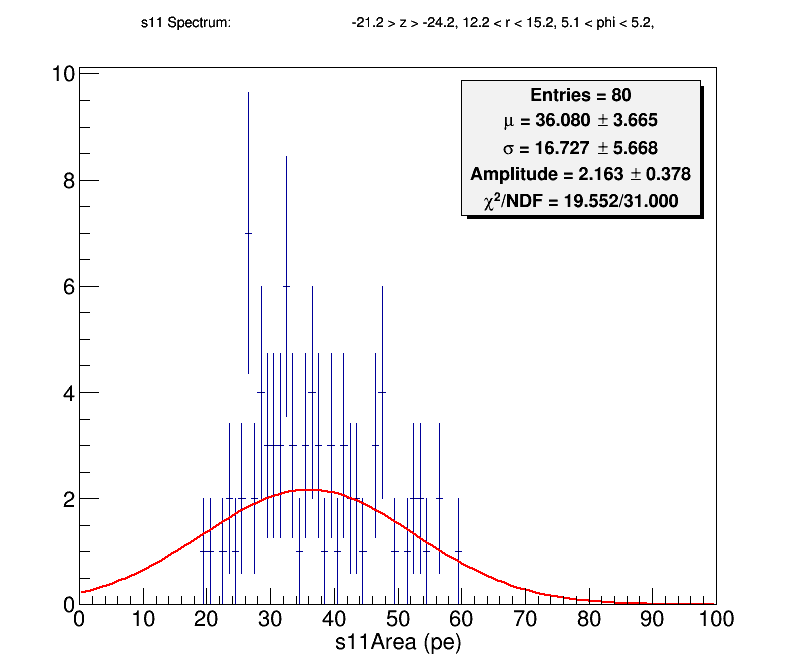 s11 Spectrum: -21.2 > z > -24.2, 12.2 < r < 15.2, 5.1 < phi < 5.2,
Entries = 80
μ = 36.080 ± 3.665
σ = 16.727 ± 5.668
Amplitude = 2.163 ± 0.378
χ²/NDF = 19.552/31.000
10
8
6
4
2
0
0 10 20 30 40 50 60 70 80 90 100
s11Area (pe)